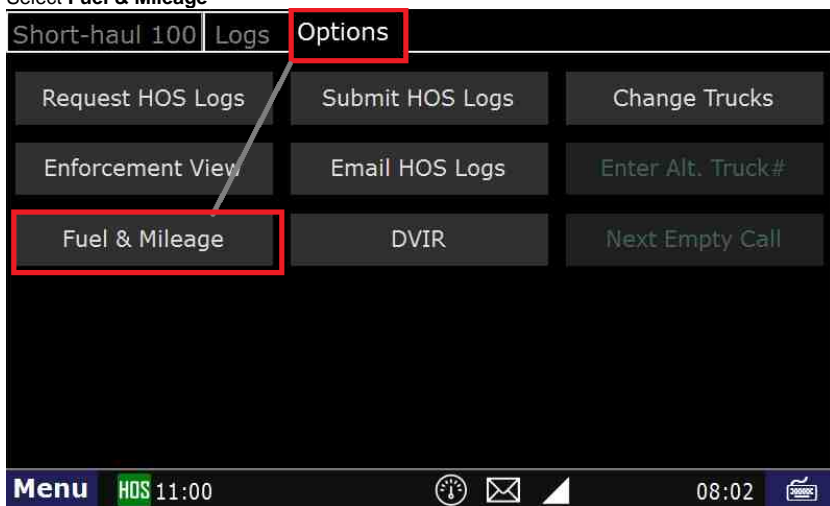 Select Fuel & Mileage
Short-haul 100 Logs Options
Request HOS Logs Submit HOS Logs Change Trucks
Enforcement View Email HOS Logs Enter Alt. Truck#
Fuel & Mileage DVIR Next Empty Call
Menu HOS 11:00 08:02